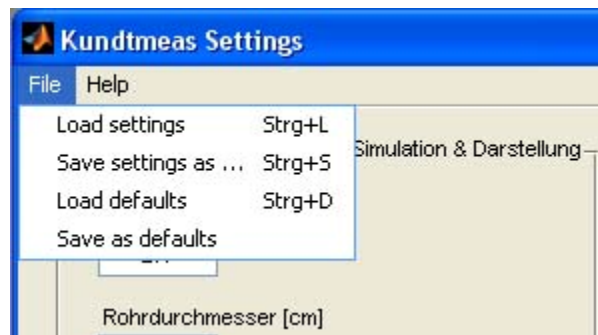 Kundtmeas Settings
File Help
Load settings Strg+L
Save settings as ... Strg+S
Load defaults Strg+D
Save as defaults
Simulation & Darstellung
Rohrdurchmesser [cm]